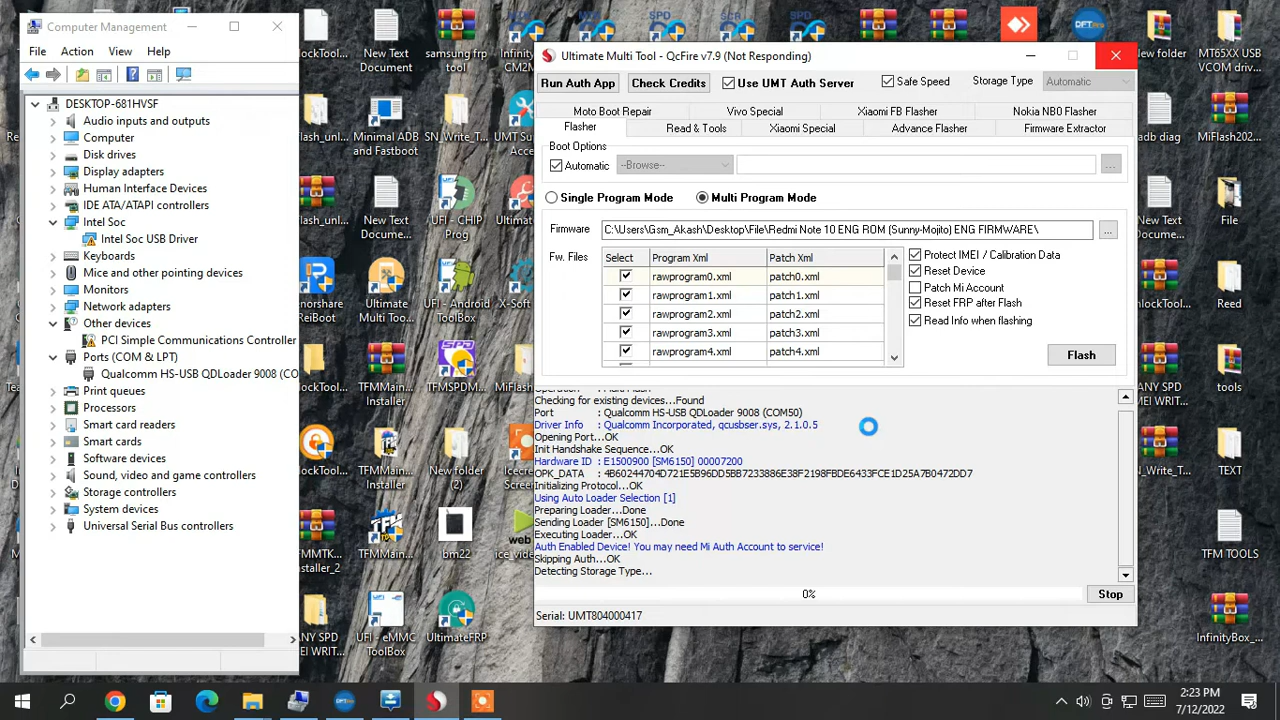 Computer Management
File Action View Help
DESKTOP-681HVSF
Audio inputs and outputs
Computer
Disk drives
Display adapters
Human Interface Devices
IDE ATA/ATAPI controllers
Intel Soc
Intel Soc USB Driver
Keyboards
Mice and other pointing devices
Monitors
Network adapters
Other devices
PCI Simple Communications Controller
Ports (COM & LPT)
Qualcomm HS-USB QDLoader 9008 (CO
Print queues
Processors
Smart card readers
Smart cards
Software devices
Sound, video and game controllers
Storage controllers
System devices
Universal Serial Bus controllers
New Text
Document
samsung frp
tool
Minimal ADB
and Fastboot
New Text
Document
UFI - CHIP
Prog
Ultimate
Multi Tool...
UFI - Android
ToolBox
TFMMain...
Installer
TFMSPDM...
TFMMain...
Installer
New folder
(2)
TFMMain...
bm22
UFI - eMMC
ToolBox
UltimateFRP
Ultimate Multi Tool - QcFire v7.9 (Not Responding)
Run Auth App
Check Credits
Use UMT Auth Server
Safe Speed
Storage Type
Automatic
Moto Boot Repair
Vivo Special
Xiaomi FB Flasher
Nokia NB0 Flasher
Flasher
Read & Tools
Xiaomi Special
Advance Flasher
Firmware Extractor
Boot Options
Automatic
--Browse--
...
Single Program Mode
Multi Program Mode
Firmware
C:\Users\Gsm_Akash\Desktop\File\Redmi Note 10 ENG ROM (Sunny-Mojito) ENG FIRMWARE\
...
Fw. Files
Select Program Xml Patch Xml
rawprogram0.xml patch0.xml
rawprogram1.xml patch1.xml
rawprogram2.xml patch2.xml
rawprogram3.xml patch3.xml
rawprogram4.xml patch4.xml
Protect IMEI / Calibration Data
Reset Device
Patch Mi Account
Reset FRP after Flash
Read Info when flashing
Flash
Checking for existing devices...Found
Port : Qualcomm HS-USB QDLoader 9008 (COM50)
Driver Info : Qualcomm Incorporated, qcusbser.sys, 2.1.0.5
Opening Port...OK
Init Handshake Sequence...OK
Hardware ID : E1500900 [SM6150] 00007200
OPK_DATA : 4B60244704D721E5B96DD5BB7233886E38F2198FBDE6433FCE1D25A7B0472DD7
Initializing Protocol...OK
Using Auto Loader Selection [1]
Preparing Loader...Done
Sending Loader [SM6150]...Done
Executing Loader...OK
Auth Enabled Device! You may need Mi Auth Account to service!
Skipping Auth...OK
Detecting Storage Type...
0%
Stop
Serial: UMT804000417
New folder
MT65XX USB
VCOM driv...
adb diag
MiFlash202...
File
Reed
tools
TEXT
TFM TOOLS
InfinityBox_...
2:23 PM
7/12/2022